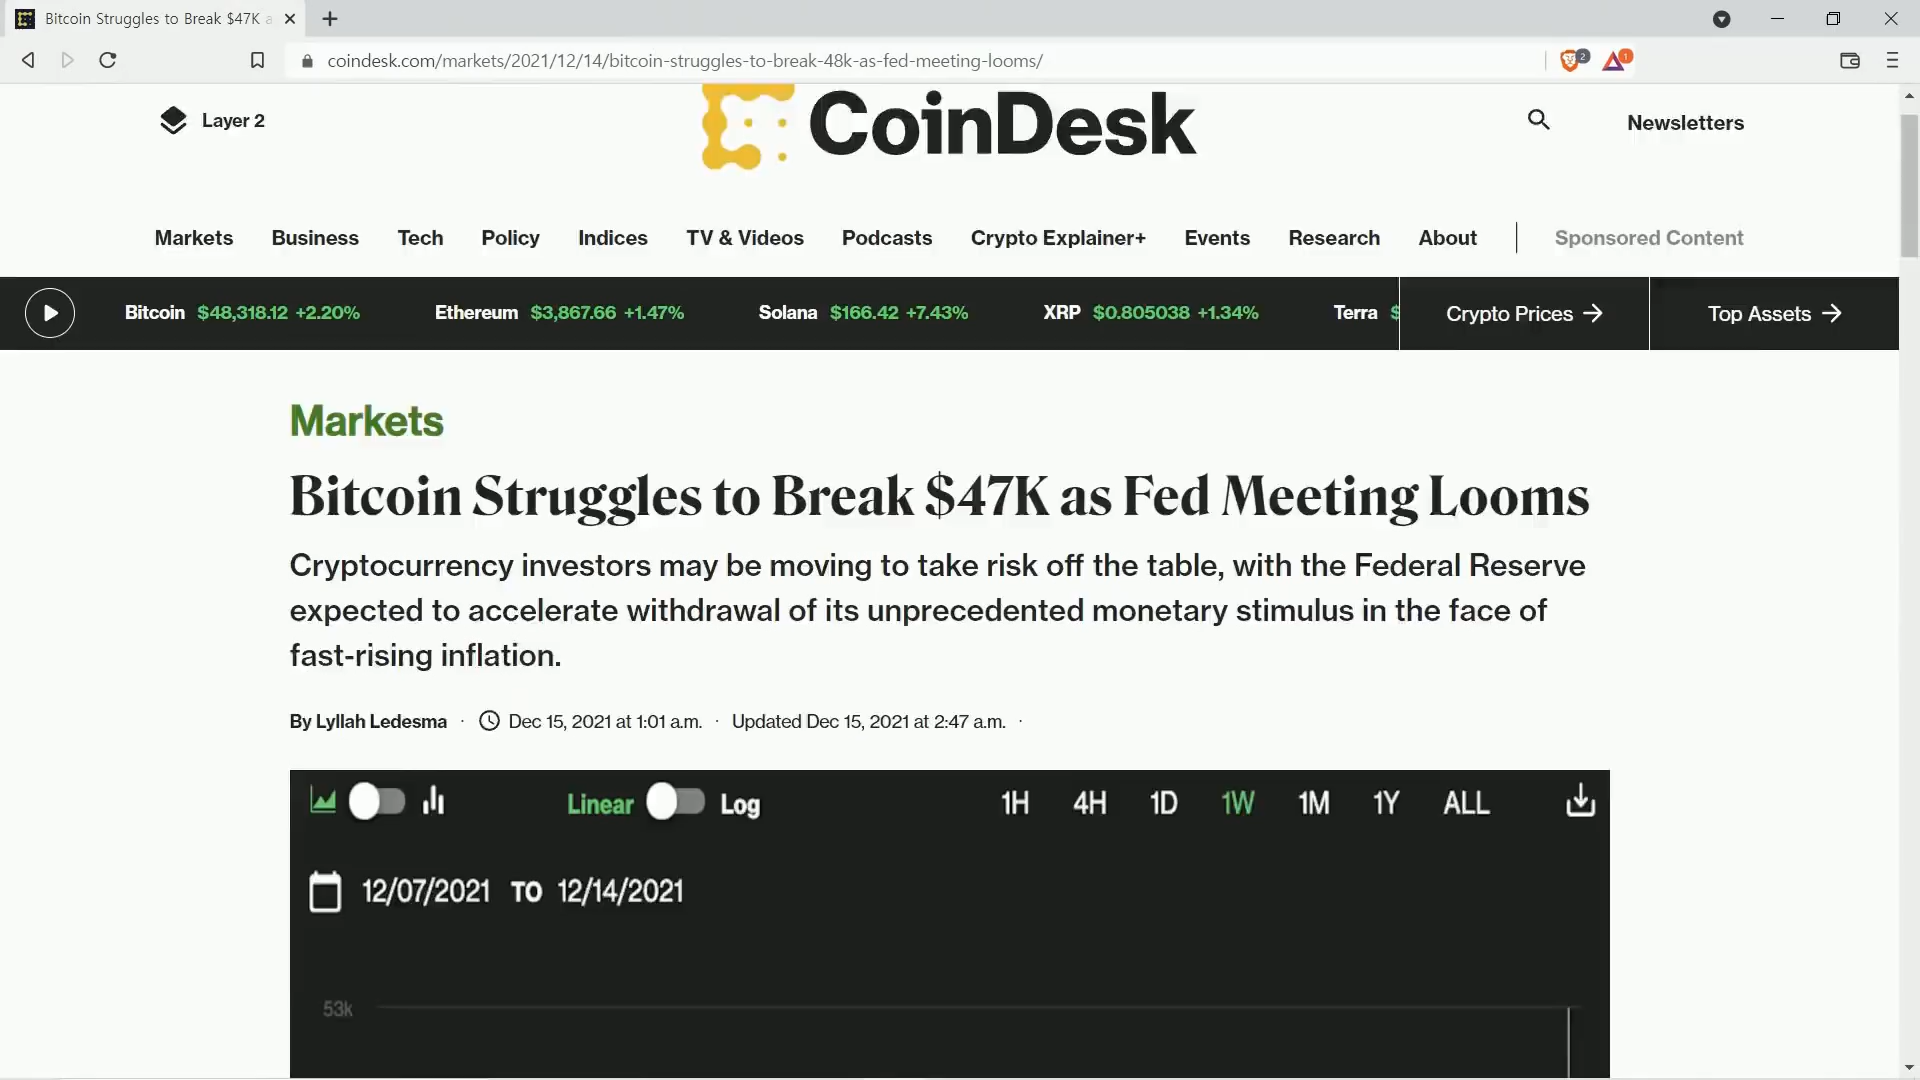 Bitcoin Struggles to Break $47K a
coindesk.com/markets/2021/12/14/bitcoin-struggles-to-break-48k-as-fed-meeting-looms/
2
1
Layer 2
CoinDesk
Newsletters
Markets Business Tech Policy Indices TV & Videos Podcasts Crypto Explainer+ Events Research About Sponsored Content
Bitcoin $48,318.12 +2.20% Ethereum $3,867.66 +1.47% Solana $166.42 +7.43% XRP $0.805038 +1.34% Terra $ Crypto Prices → Top Assets →
Markets
Bitcoin Struggles to Break $47K as Fed Meeting Looms
Cryptocurrency investors may be moving to take risk off the table, with the Federal Reserve
expected to accelerate withdrawal of its unprecedented monetary stimulus in the face of
fast-rising inflation.
By Lyllah Ledesma · Dec 15, 2021 at 1:01 a.m. · Updated Dec 15, 2021 at 2:47 a.m. ·
Linear Log 1H 4H 1D 1W 1M 1Y ALL
12/07/2021 TO 12/14/2021
53k